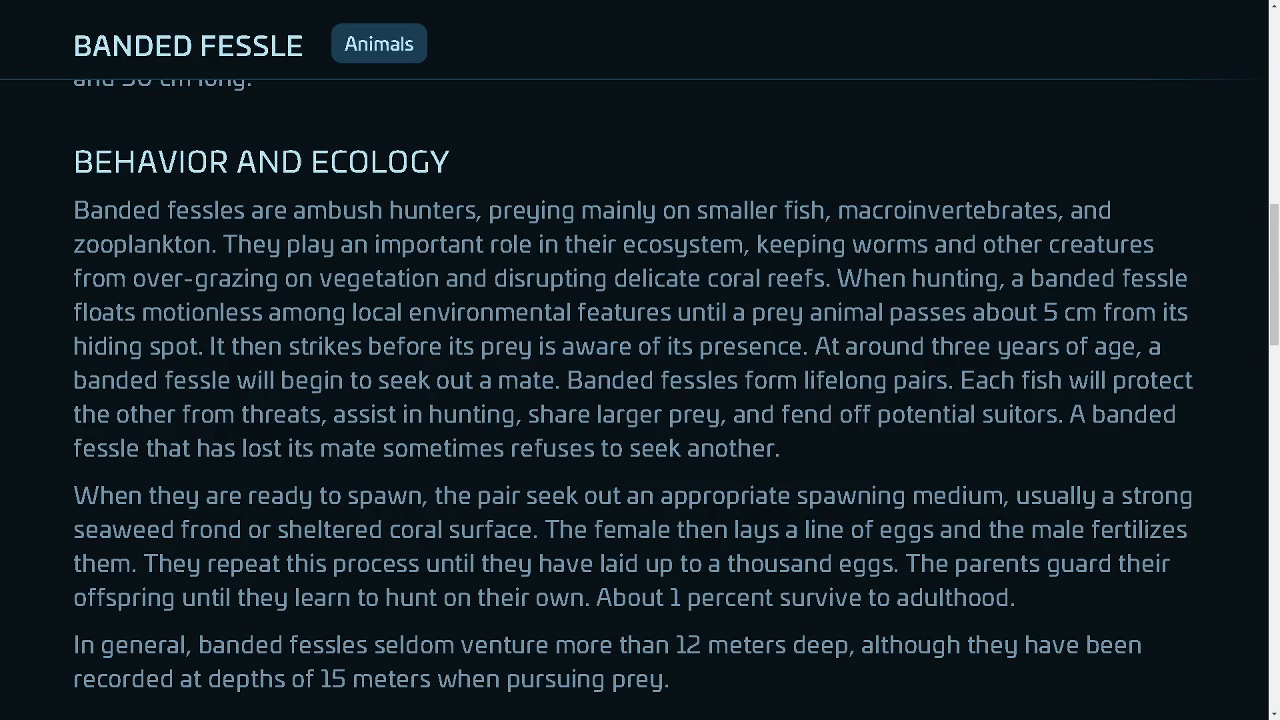 BANDED FESSLE
Animals
and 30 cm long.
BEHAVIOR AND ECOLOGY
Banded fessles are ambush hunters, preying mainly on smaller fish, macroinvertebrates, and
zooplankton. They play an important role in their ecosystem, keeping worms and other creatures
from over-grazing on vegetation and disrupting delicate coral reefs. When hunting, a banded fessle
floats motionless among local environmental features until a prey animal passes about 5 cm from its
hiding spot. It then strikes before its prey is aware of its presence. At around three years of age, a
banded fessle will begin to seek out a mate. Banded fessles form lifelong pairs. Each fish will protect
the other from threats, assist in hunting, share larger prey, and fend off potential suitors. A banded
fessle that has lost its mate sometimes refuses to seek another.
When they are ready to spawn, the pair seek out an appropriate spawning medium, usually a strong
seaweed frond or sheltered coral surface. The female then lays a line of eggs and the male fertilizes
them. They repeat this process until they have laid up to a thousand eggs. The parents guard their
offspring until they learn to hunt on their own. About 1 percent survive to adulthood.
In general, banded fessles seldom venture more than 12 meters deep, although they have been
recorded at depths of 15 meters when pursuing prey.